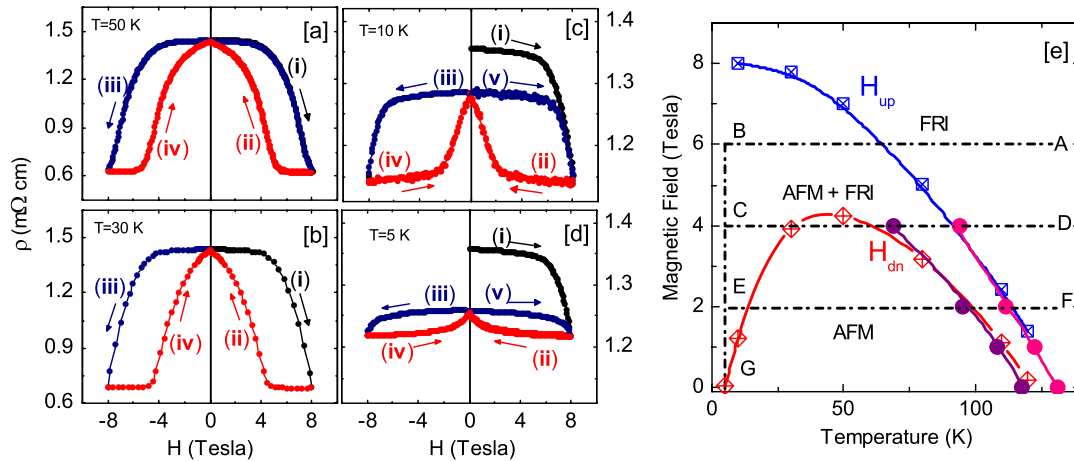 T=50 K
[a]
(i)
(iii)
(ii)
(iv)
1.5
1.2
0.9
0.6
T=10 K
[c]
(i)
(iii)
(v)
(iv)
(ii)
1.4
1.3
1.2
ρ (mΩ cm)
T=30 K
[b]
(i)
(iii)
(iv)
(ii)
1.5
1.2
0.9
0.6
-8 -4 0 4 8
H (Tesla)
T=5 K
[d]
(i)
(iii)
(v)
(iv)
(ii)
1.4
1.3
1.2
-8 -4 0 4 8
H (Tesla)
[e]
Magnetic Field (Tesla)
8
6
4
2
0
Hup
FRI
B
A
AFM + FRI
C
D
Hdn
E
F
AFM
G
0 50 100
Temperature (K)